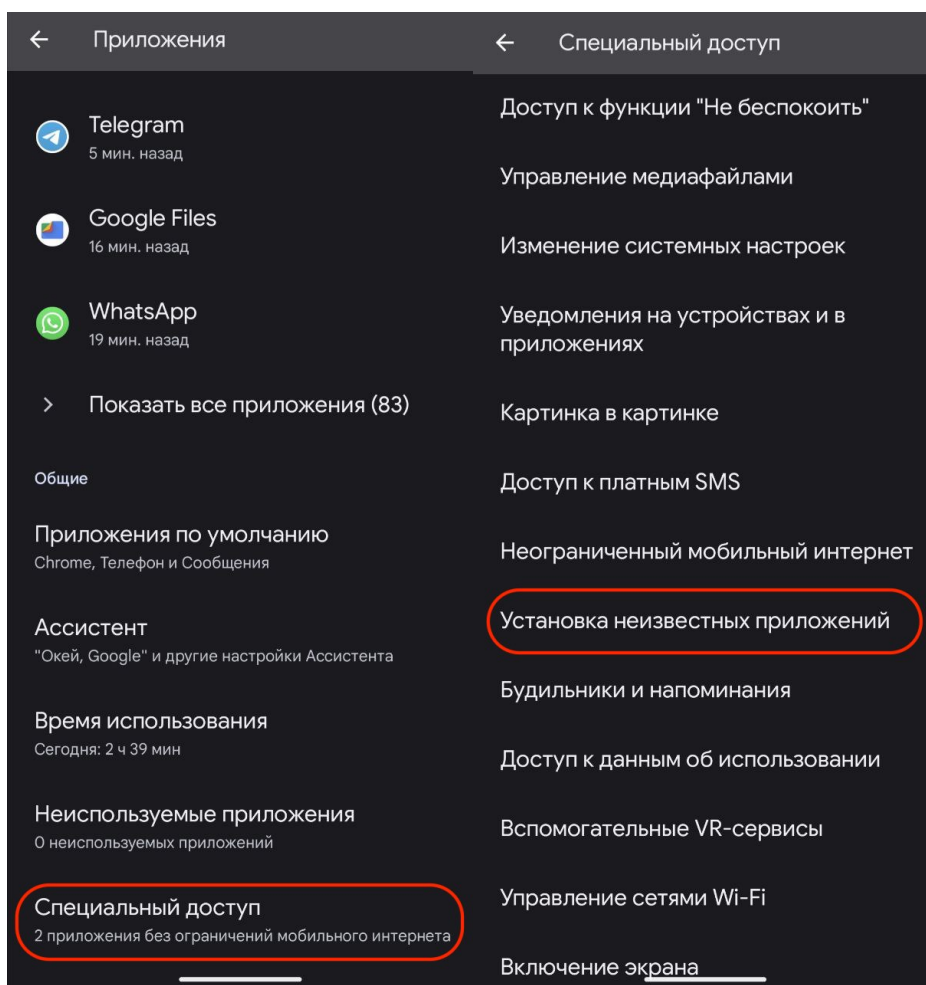 Приложения
Telegram
5 мин. назад
Google Files
16 мин. назад
WhatsApp
19 мин. назад
Показать все приложения (83)
Общие
Приложения по умолчанию
Chrome, Телефон и Сообщения
Ассистент
"Окей, Google" и другие настройки Ассистента
Время использования
Сегодня: 2 ч 39 мин
Неиспользуемые приложения
0 неиспользуемых приложений
Специальный доступ
2 приложения без ограничений мобильного интернета
Специальный доступ
Доступ к функции "Не беспокоить"
Управление медиафайлами
Изменение системных настроек
Уведомления на устройствах и в
приложениях
Картинка в картинке
Доступ к платным SMS
Неограниченный мобильный интернет
Установка неизвестных приложений
Будильники и напоминания
Доступ к данным об использовании
Вспомогательные VR-сервисы
Управление сетями Wi-Fi
Включение экрана